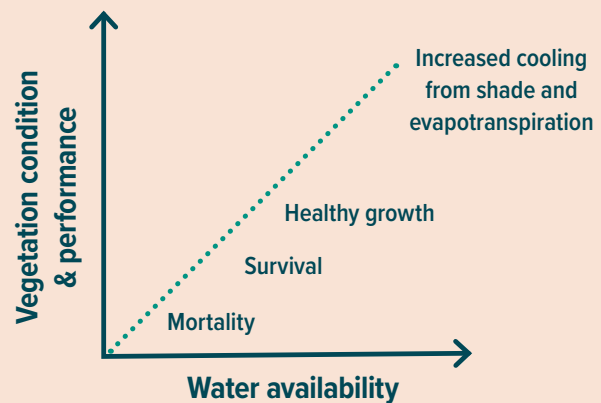 Vegetation condition
& performance
Increased cooling
from shade and
evapotranspiration
Healthy growth
Survival
Mortality
Water availability